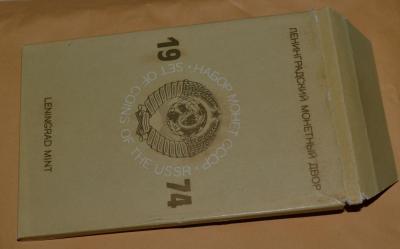 ЛЕНИНГРАДСКИЙ МОНЕТНЫЙ ДВОР
19 74
НАБОР МОНЕТ СССР •
SET OF COINS OF THE USSR •
LENINGRAD MINT